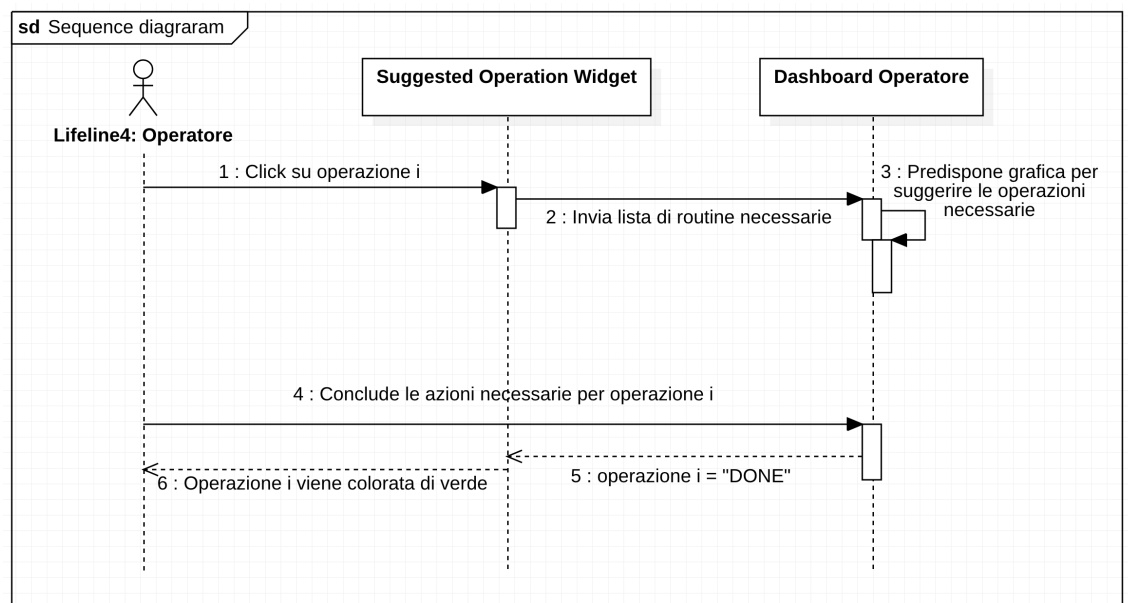 sd Sequence diagraram
Suggested Operation Widget
Dashboard Operatore
Lifeline4: Operatore
1 : Click su operazione i
3 : Predispone grafica per
suggerire le operazioni
necessarie
2 : Invia lista di routine necessarie
4 : Conclude le azioni necessarie per operazione i
5 : operazione i = "DONE"
6 : Operazione i viene colorata di verde